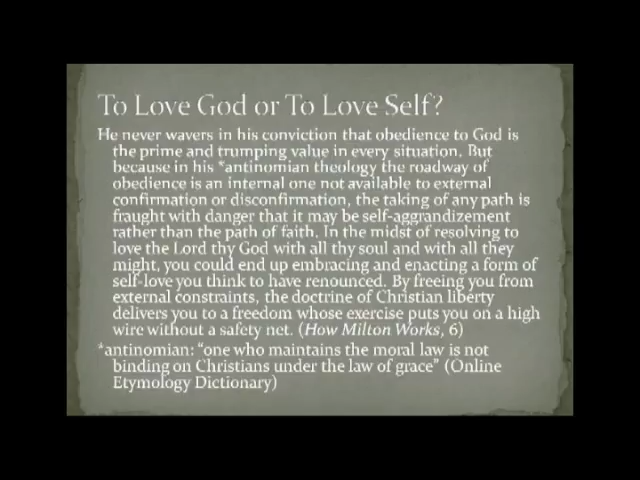 To Love God or To Love Self?
He never wavers in his conviction that obedience to God is
the prime and trumping value in every situation. But
because in his *antinomian theology the roadway of
obedience is an internal one not available to external
confirmation or disconfirmation, the taking of any path is
fraught with danger that it may be self-aggrandizement
rather than the path of faith. In the midst of resolving to
love the Lord thy God with all thy soul and with all they
might, you could end up embracing and enacting a form of
self-love you think to have renounced. By freeing you from
external constraints, the doctrine of Christian liberty
delivers you to a freedom whose exercise puts you on a high
wire without a safety net. (How Milton Works, 6)
*antinomian: “one who maintains the moral law is not
binding on Christians under the law of grace” (Online
Etymology Dictionary)